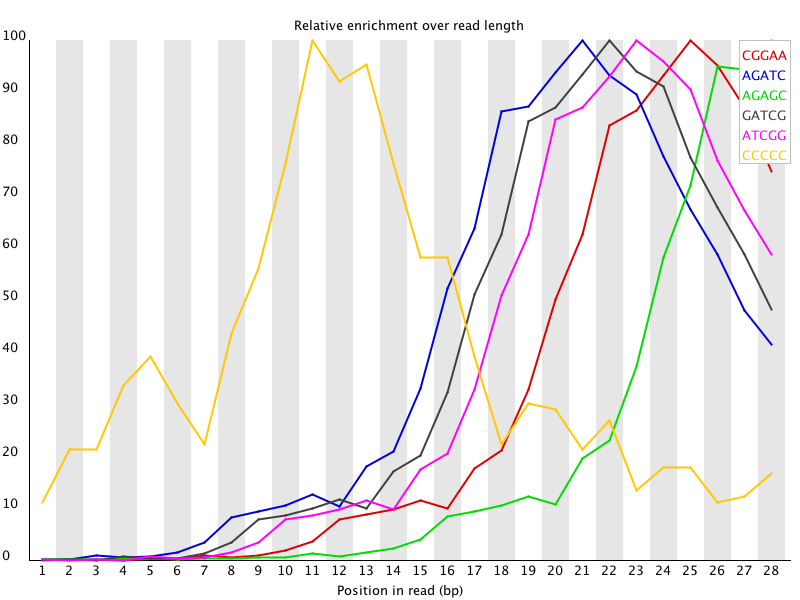 Relative enrichment over read length
100
90
80
70
60
50
40
30
20
10
0
CGGAA
AGATC
AGAGC
GATCG
ATCGG
CCCCC
1 2 3 4 5 6 7 8 9 10 11 12 13 14 15 16 17 18 19 20 21 22 23 24 25 26 27 28
Position in read (bp)